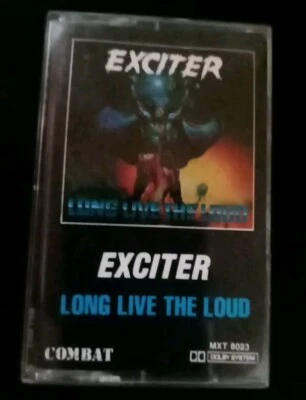 EXCITER
LONG LIVE THE LOUD
EXCITER
LONG LIVE THE LOUD
MXT 8023
COMBAT
DOLBY SYSTEM